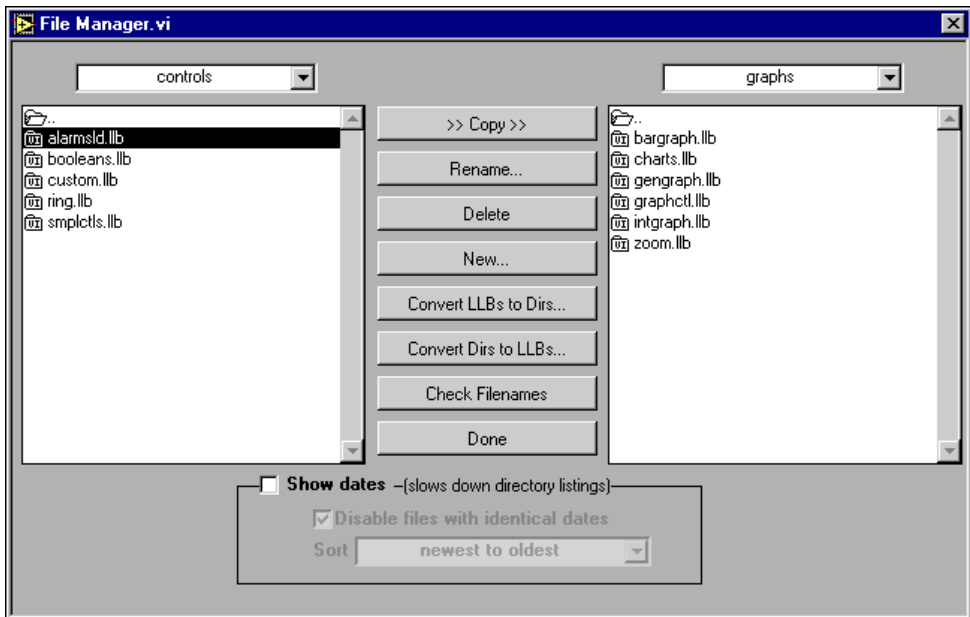 File Manager.vi
controls
graphs
..
alarmsld.llb
booleans.llb
custom.llb
ring.llb
smplctls.llb
>> Copy >>
Rename...
Delete
New...
Convert LLBs to Dirs...
Convert Dirs to LLBs...
Check Filenames
Done
..
bargraph.llb
charts.llb
gengraph.llb
graphctl.llb
intgraph.llb
zoom.llb
Show dates –(slows down directory listings)
Disable files with identical dates
Sort newest to oldest